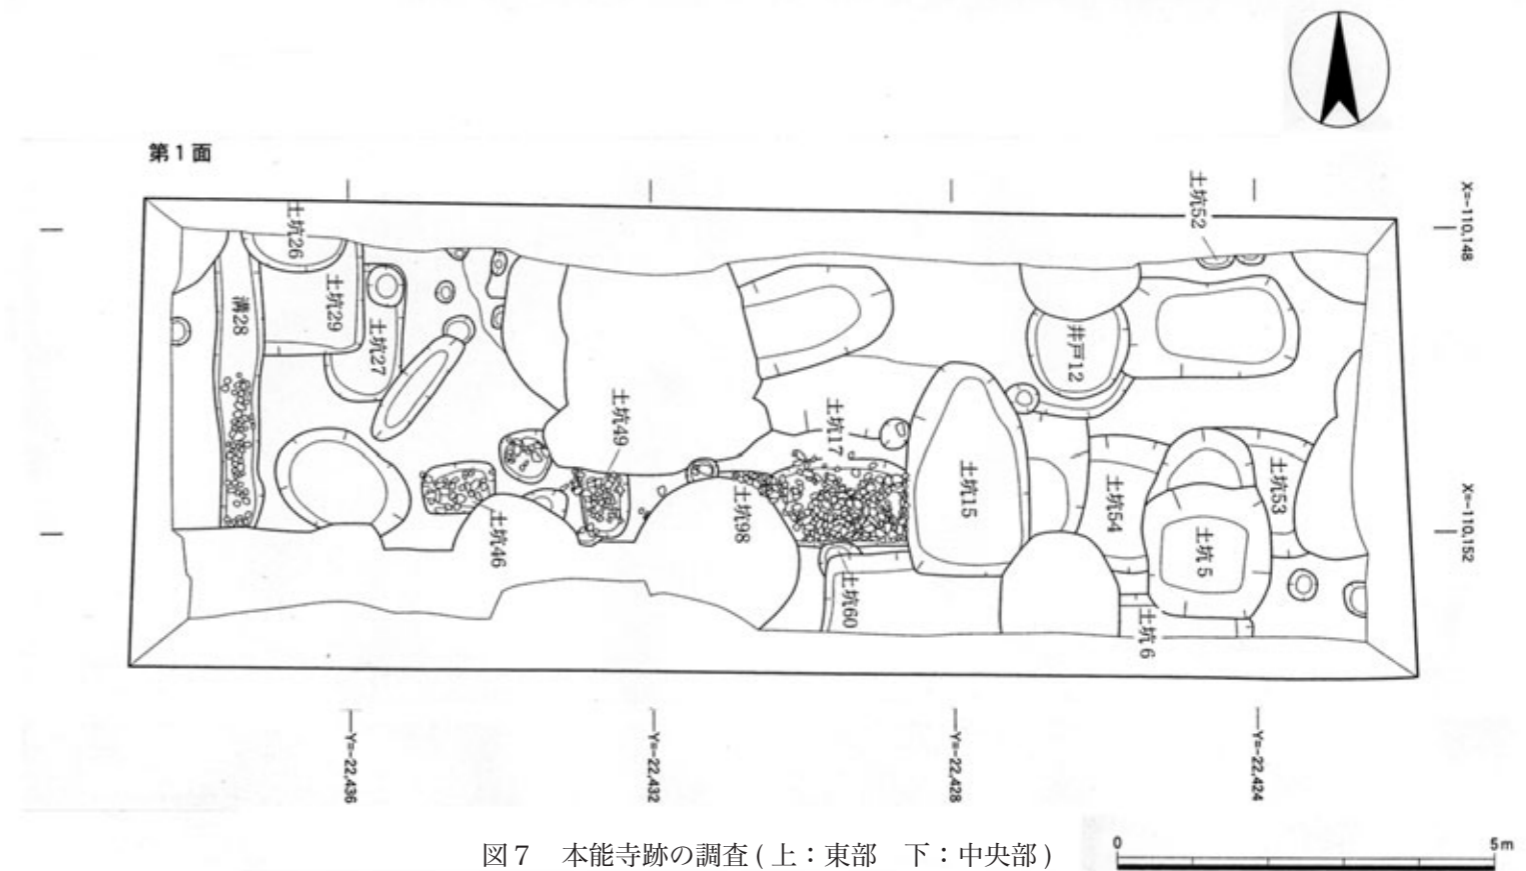 第1面
土坑52
X=-110,148
土坑26
土坑29
溝28
土坑27
井戸12
土坑49
土坑17
土坑15
土坑54
土坑53
土坑98
土坑46
土坑5
土坑60
土坑6
X=-110,152
Y=-22,436
Y=-22,432
Y=-22,428
Y=-22,424
図7 本能寺跡の調査(上:東部 下:中央部)
0 5m